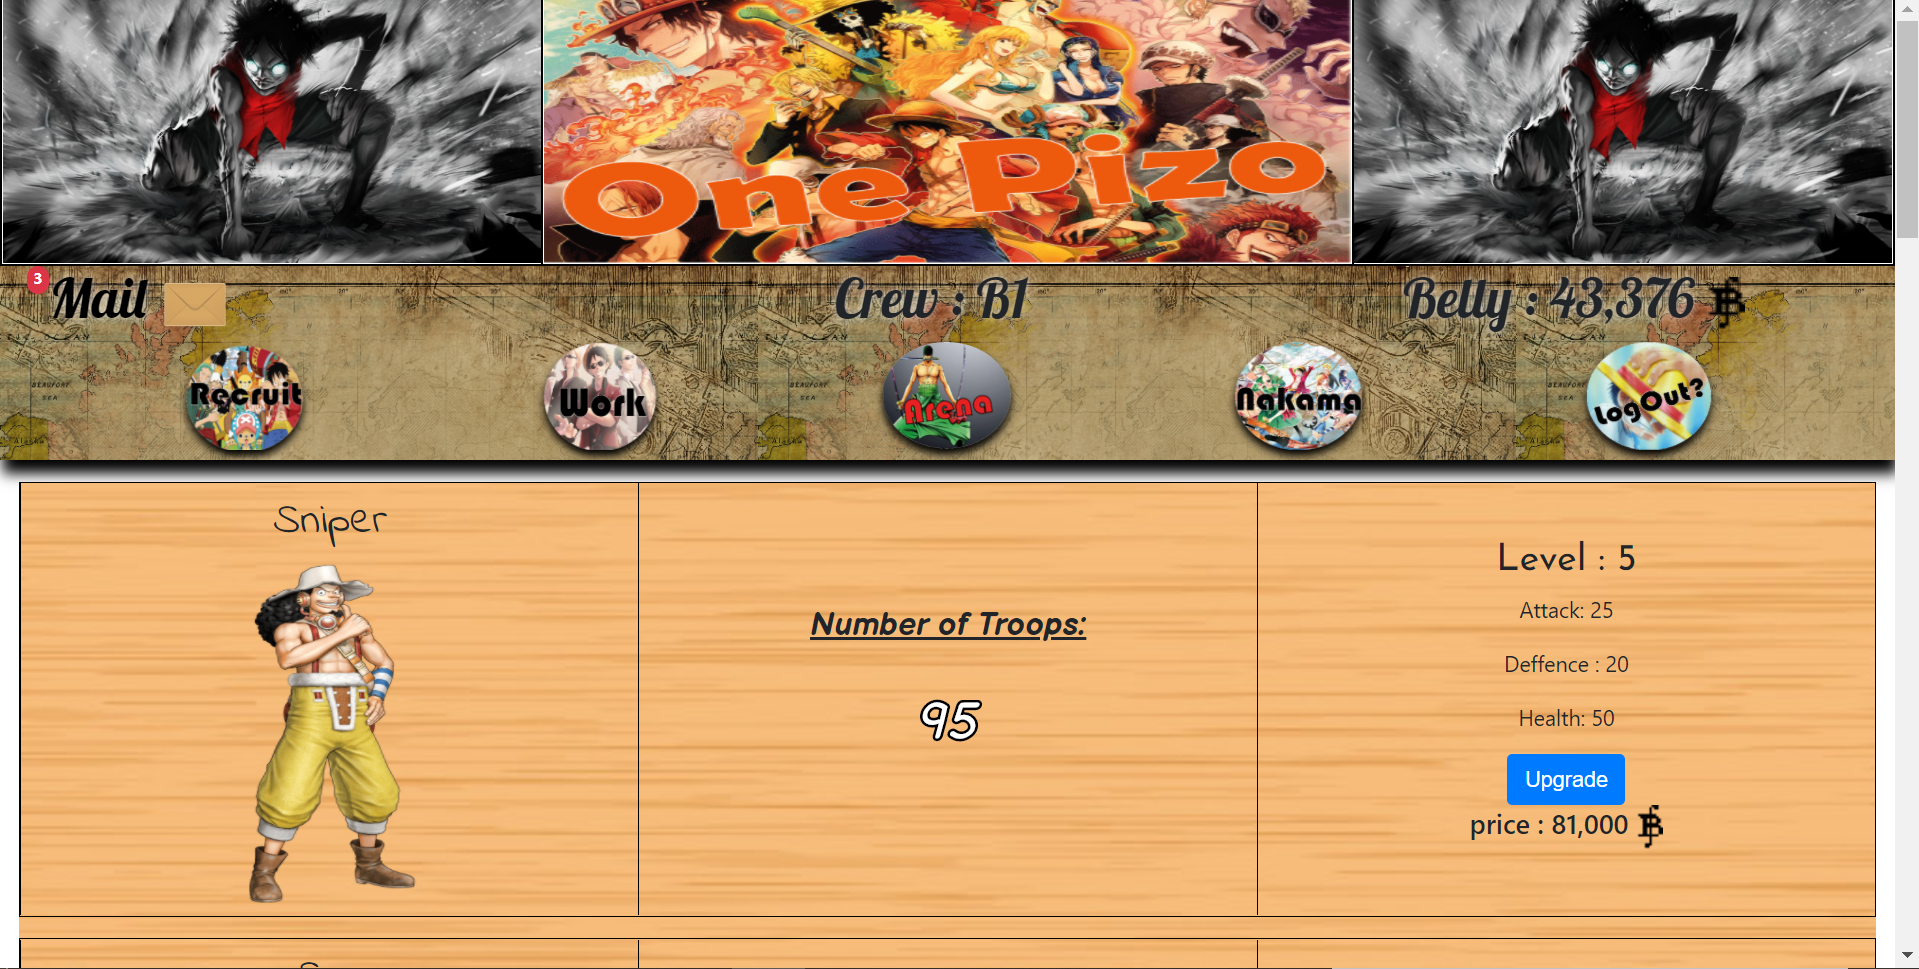 One Pizo
3
Mail
Crew : B1
Belly : 43,376
Recruit
Work
Arena
Nakama
LogOut?
Sniper
Number of Troops:
95
Level : 5
Attack: 25
Deffence : 20
Health: 50
Upgrade
price : 81,000